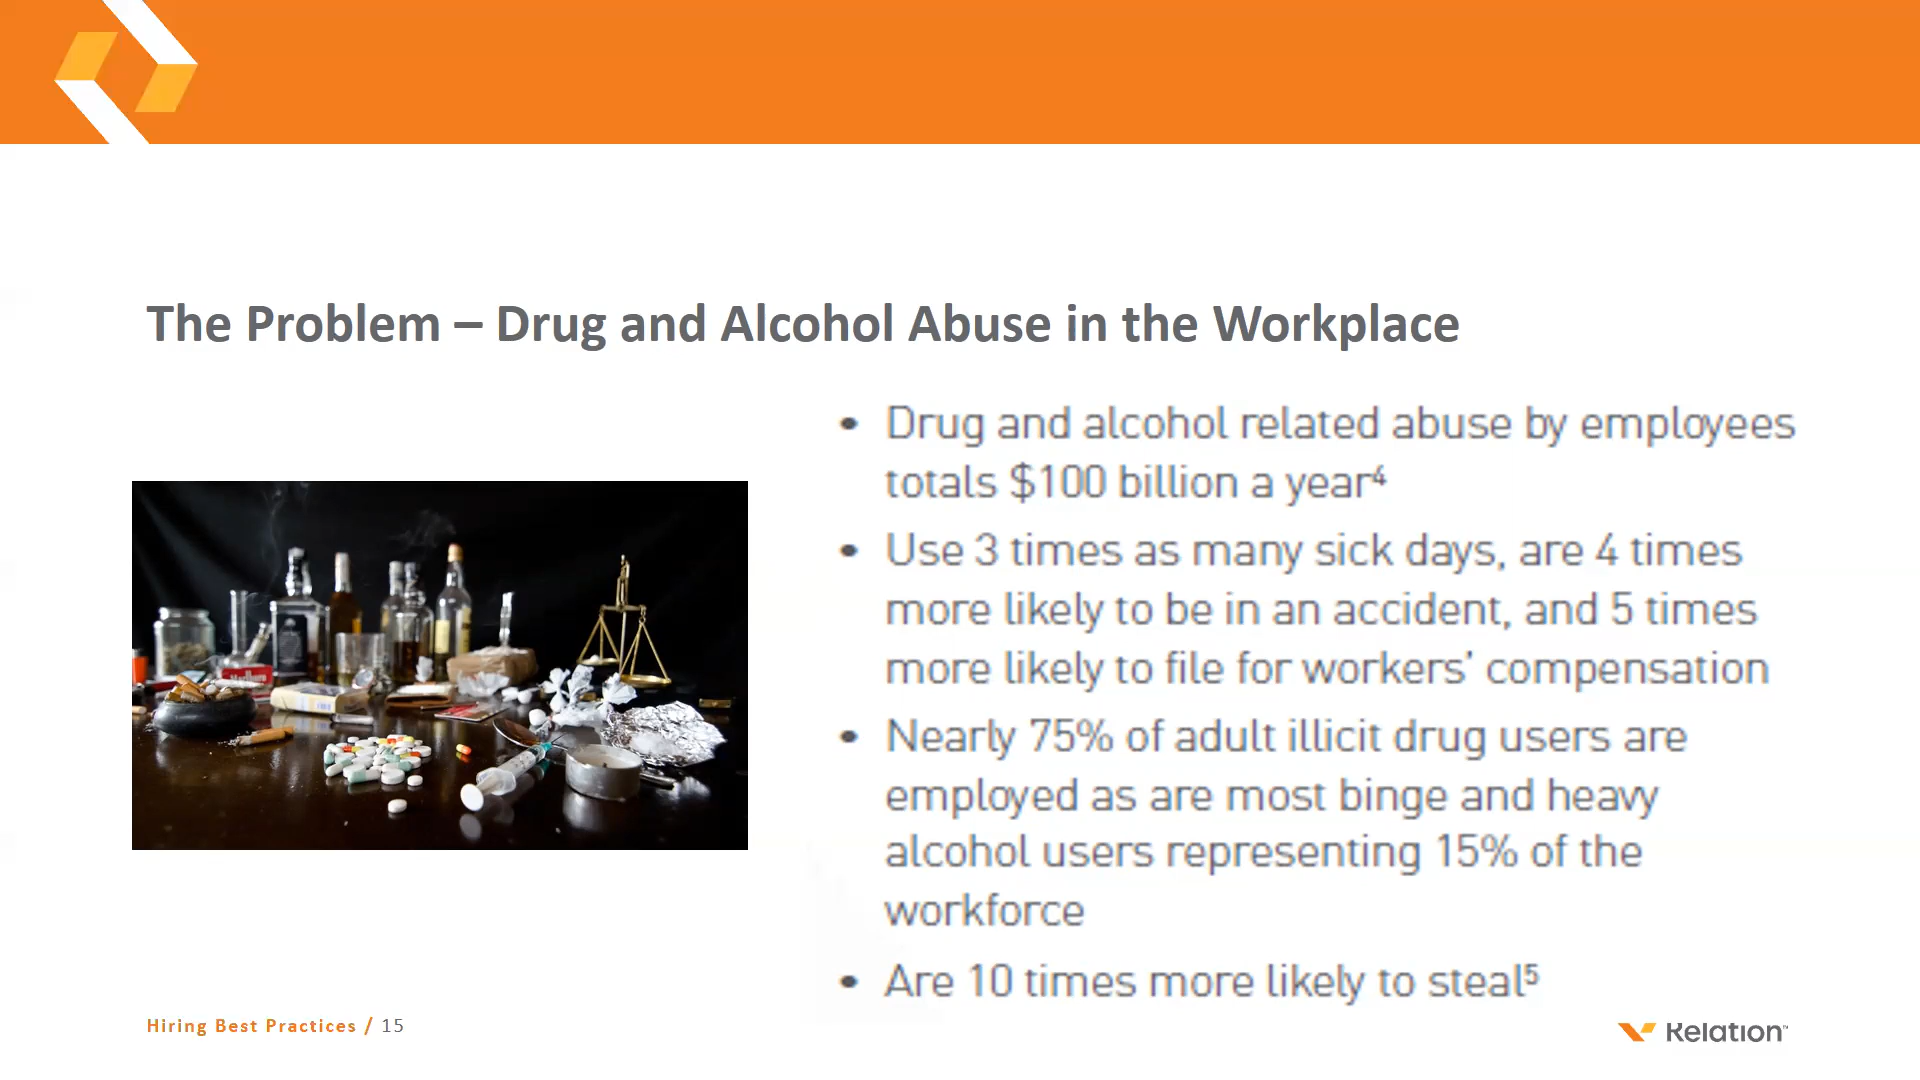 The Problem – Drug and Alcohol Abuse in the Workplace
• Drug and alcohol related abuse by employees
totals $100 billion a year⁴
• Use 3 times as many sick days, are 4 times
more likely to be in an accident, and 5 times
more likely to file for workers’ compensation
• Nearly 75% of adult illicit drug users are
employed as are most binge and heavy
alcohol users representing 15% of the
workforce
• Are 10 times more likely to steal⁵
Hiring Best Practices / 15
Relation™